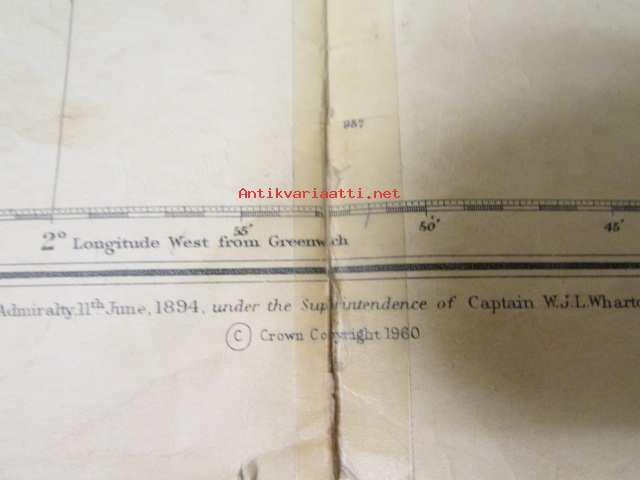 987
Antikvariaatti.net
55' 50' 45'
2° Longitude West from Greenwich
Admiralty 11th June, 1894, under the Superintendence of Captain W.J.L.Wharto
© Crown Copyright 1960